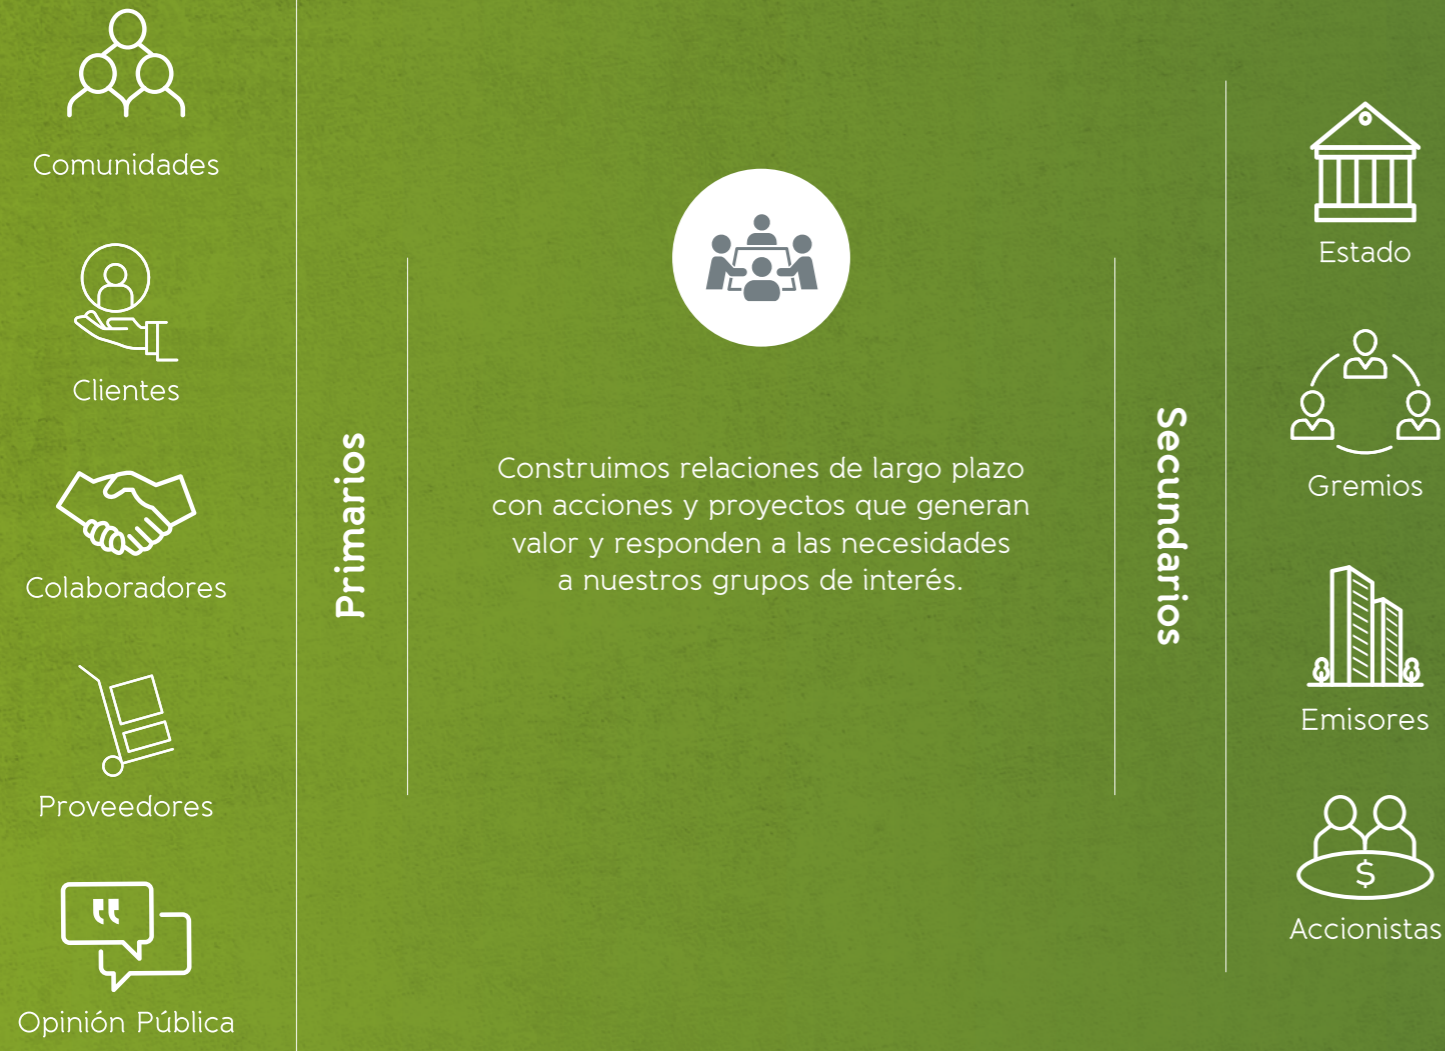 Comunidades
Clientes
Colaboradores
Proveedores
Opinión Pública
Primarios
Construimos relaciones de largo plazo
con acciones y proyectos que generan
valor y responden a las necesidades
a nuestros grupos de interés.
Secundarios
Estado
Gremios
Emisores
$
Accionistas